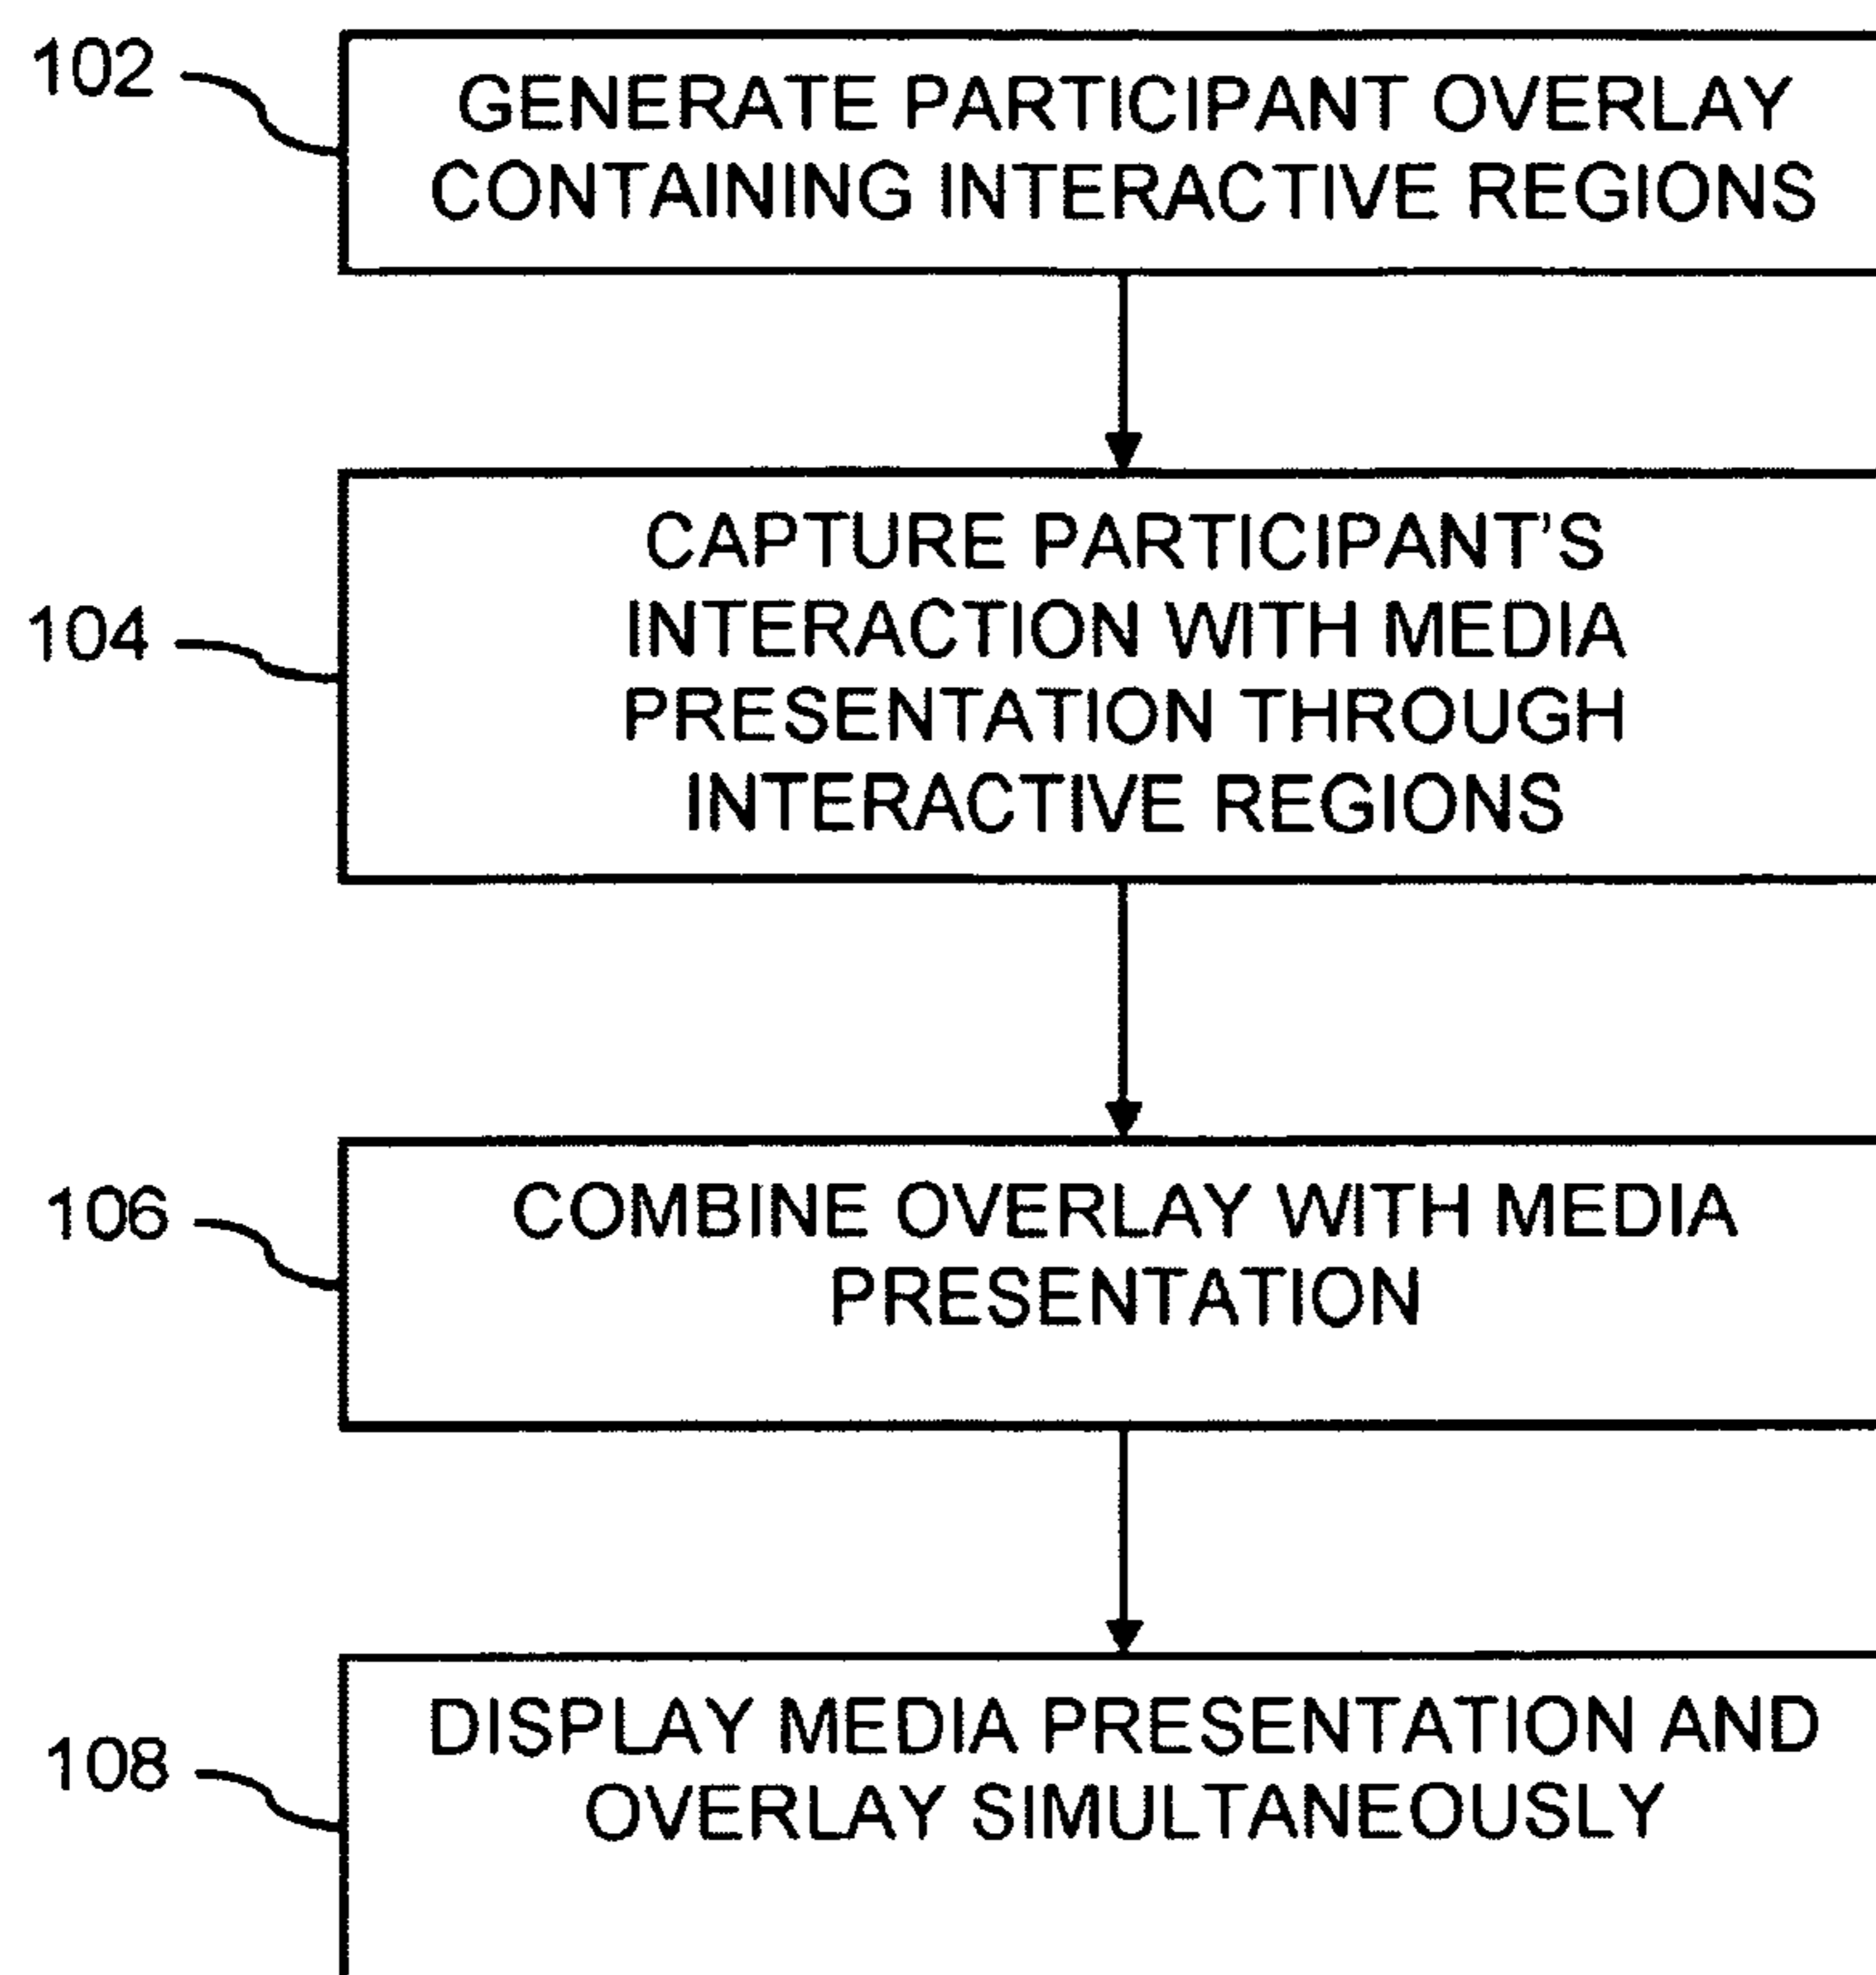 102
GENERATE PARTICIPANT OVERLAY
CONTAINING INTERACTIVE REGIONS
104
CAPTURE PARTICIPANT'S
INTERACTION WITH MEDIA
PRESENTATION THROUGH
INTERACTIVE REGIONS
106
COMBINE OVERLAY WITH MEDIA
PRESENTATION
108
DISPLAY MEDIA PRESENTATION AND
OVERLAY SIMULTANEOUSLY